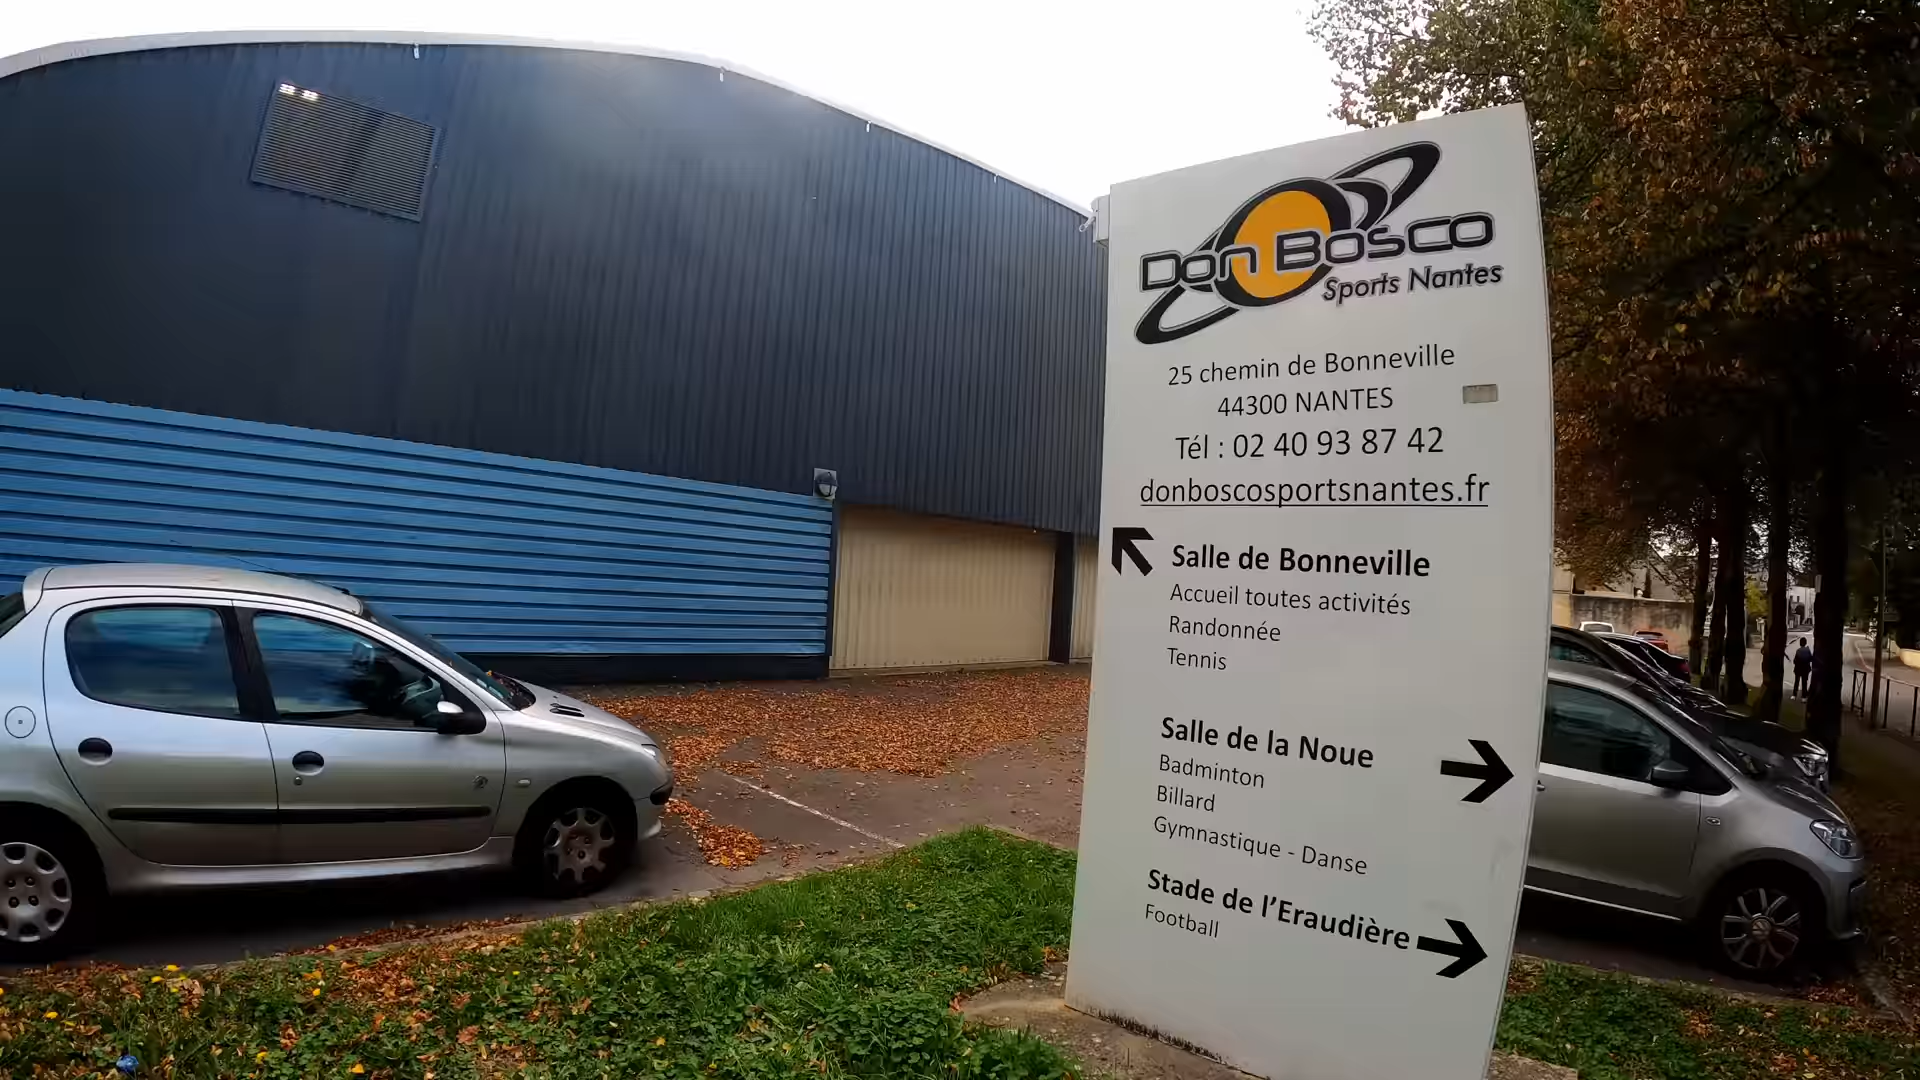 Don Bosco
Sports Nantes
25 chemin de Bonneville
44300 NANTES
Tél : 02 40 93 87 42
donboscosportsnantes.fr
Salle de Bonneville
Accueil toutes activités
Randonnée
Tennis
Salle de la Noue
Badminton
Billard
Gymnastique - Danse
Stade de l'Eraudière
Football